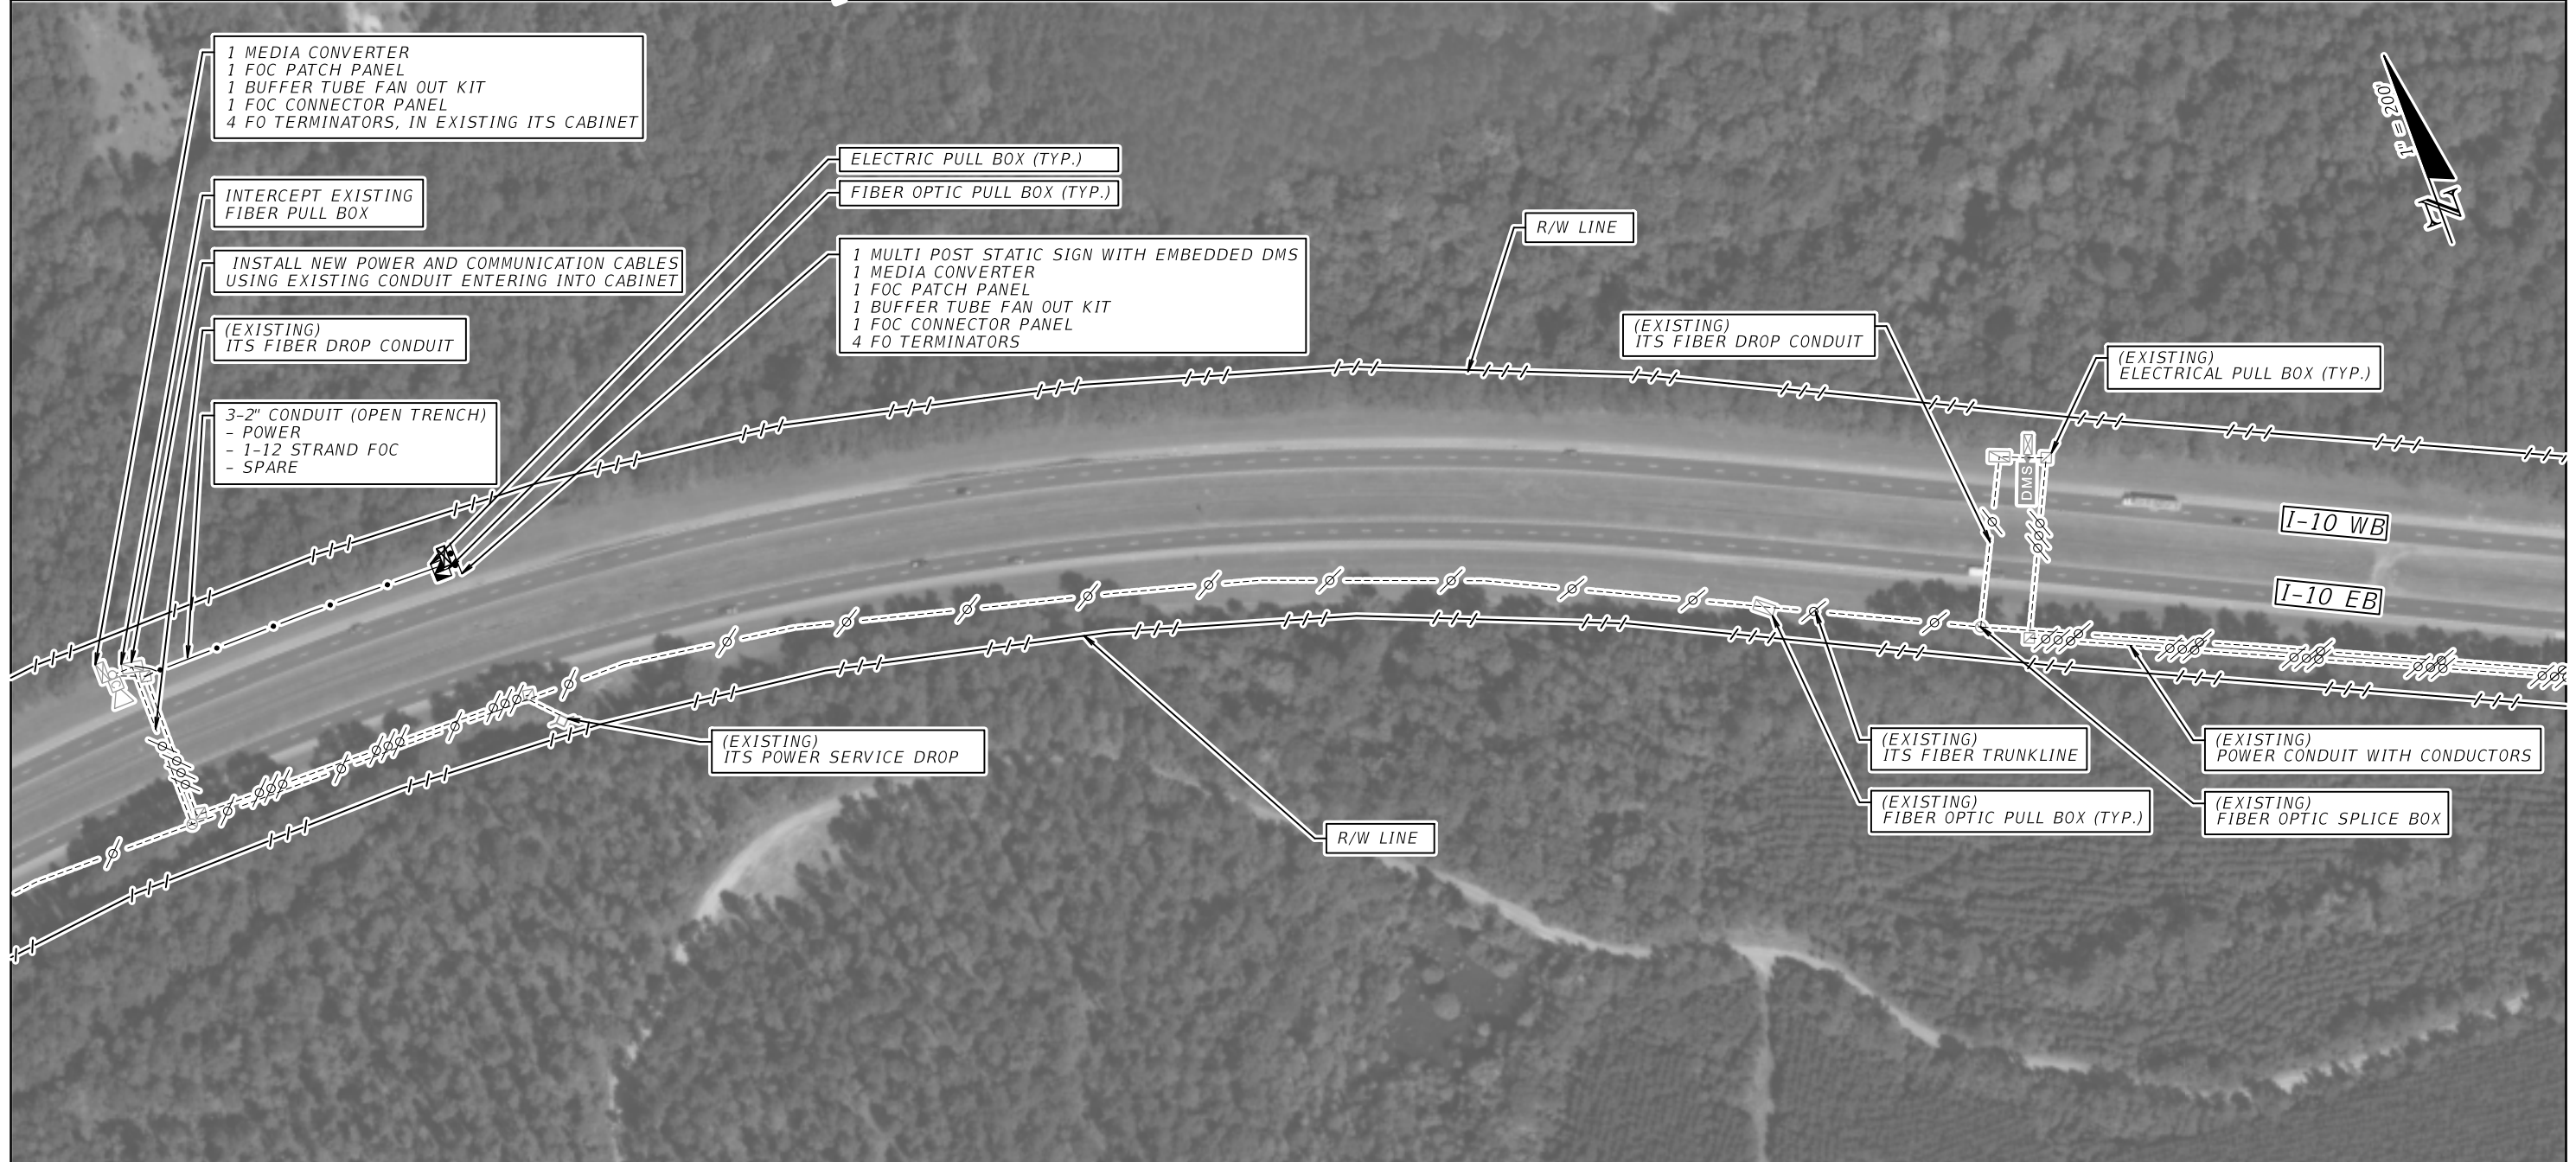 1 MEDIA CONVERTER
1 FOC PATCH PANEL
1 BUFFER TUBE FAN OUT KIT
1 FOC CONNECTOR PANEL
4 FO TERMINATORS, IN EXISTING ITS CABINET
INTERCEPT EXISTING
FIBER PULL BOX
INSTALL NEW POWER AND COMMUNICATION CABLES
USING EXISTING CONDUIT ENTERING INTO CABINET
(EXISTING)
ITS FIBER DROP CONDUIT
3-2" CONDUIT (OPEN TRENCH)
- POWER
- 1-12 STRAND FOC
- SPARE
ELECTRIC PULL BOX (TYP.)
FIBER OPTIC PULL BOX (TYP.)
1 MULTI POST STATIC SIGN WITH EMBEDDED DMS
1 MEDIA CONVERTER
1 FOC PATCH PANEL
1 BUFFER TUBE FAN OUT KIT
1 FOC CONNECTOR PANEL
4 FO TERMINATORS
R/W LINE
(EXISTING)
ITS FIBER DROP CONDUIT
(EXISTING)
ELECTRICAL PULL BOX (TYP.)
1" = 200'
N
DMS
I-10 WB
I-10 EB
(EXISTING)
ITS POWER SERVICE DROP
R/W LINE
(EXISTING)
ITS FIBER TRUNKLINE
(EXISTING)
FIBER OPTIC PULL BOX (TYP.)
(EXISTING)
POWER CONDUIT WITH CONDUCTORS
(EXISTING)
FIBER OPTIC SPLICE BOX